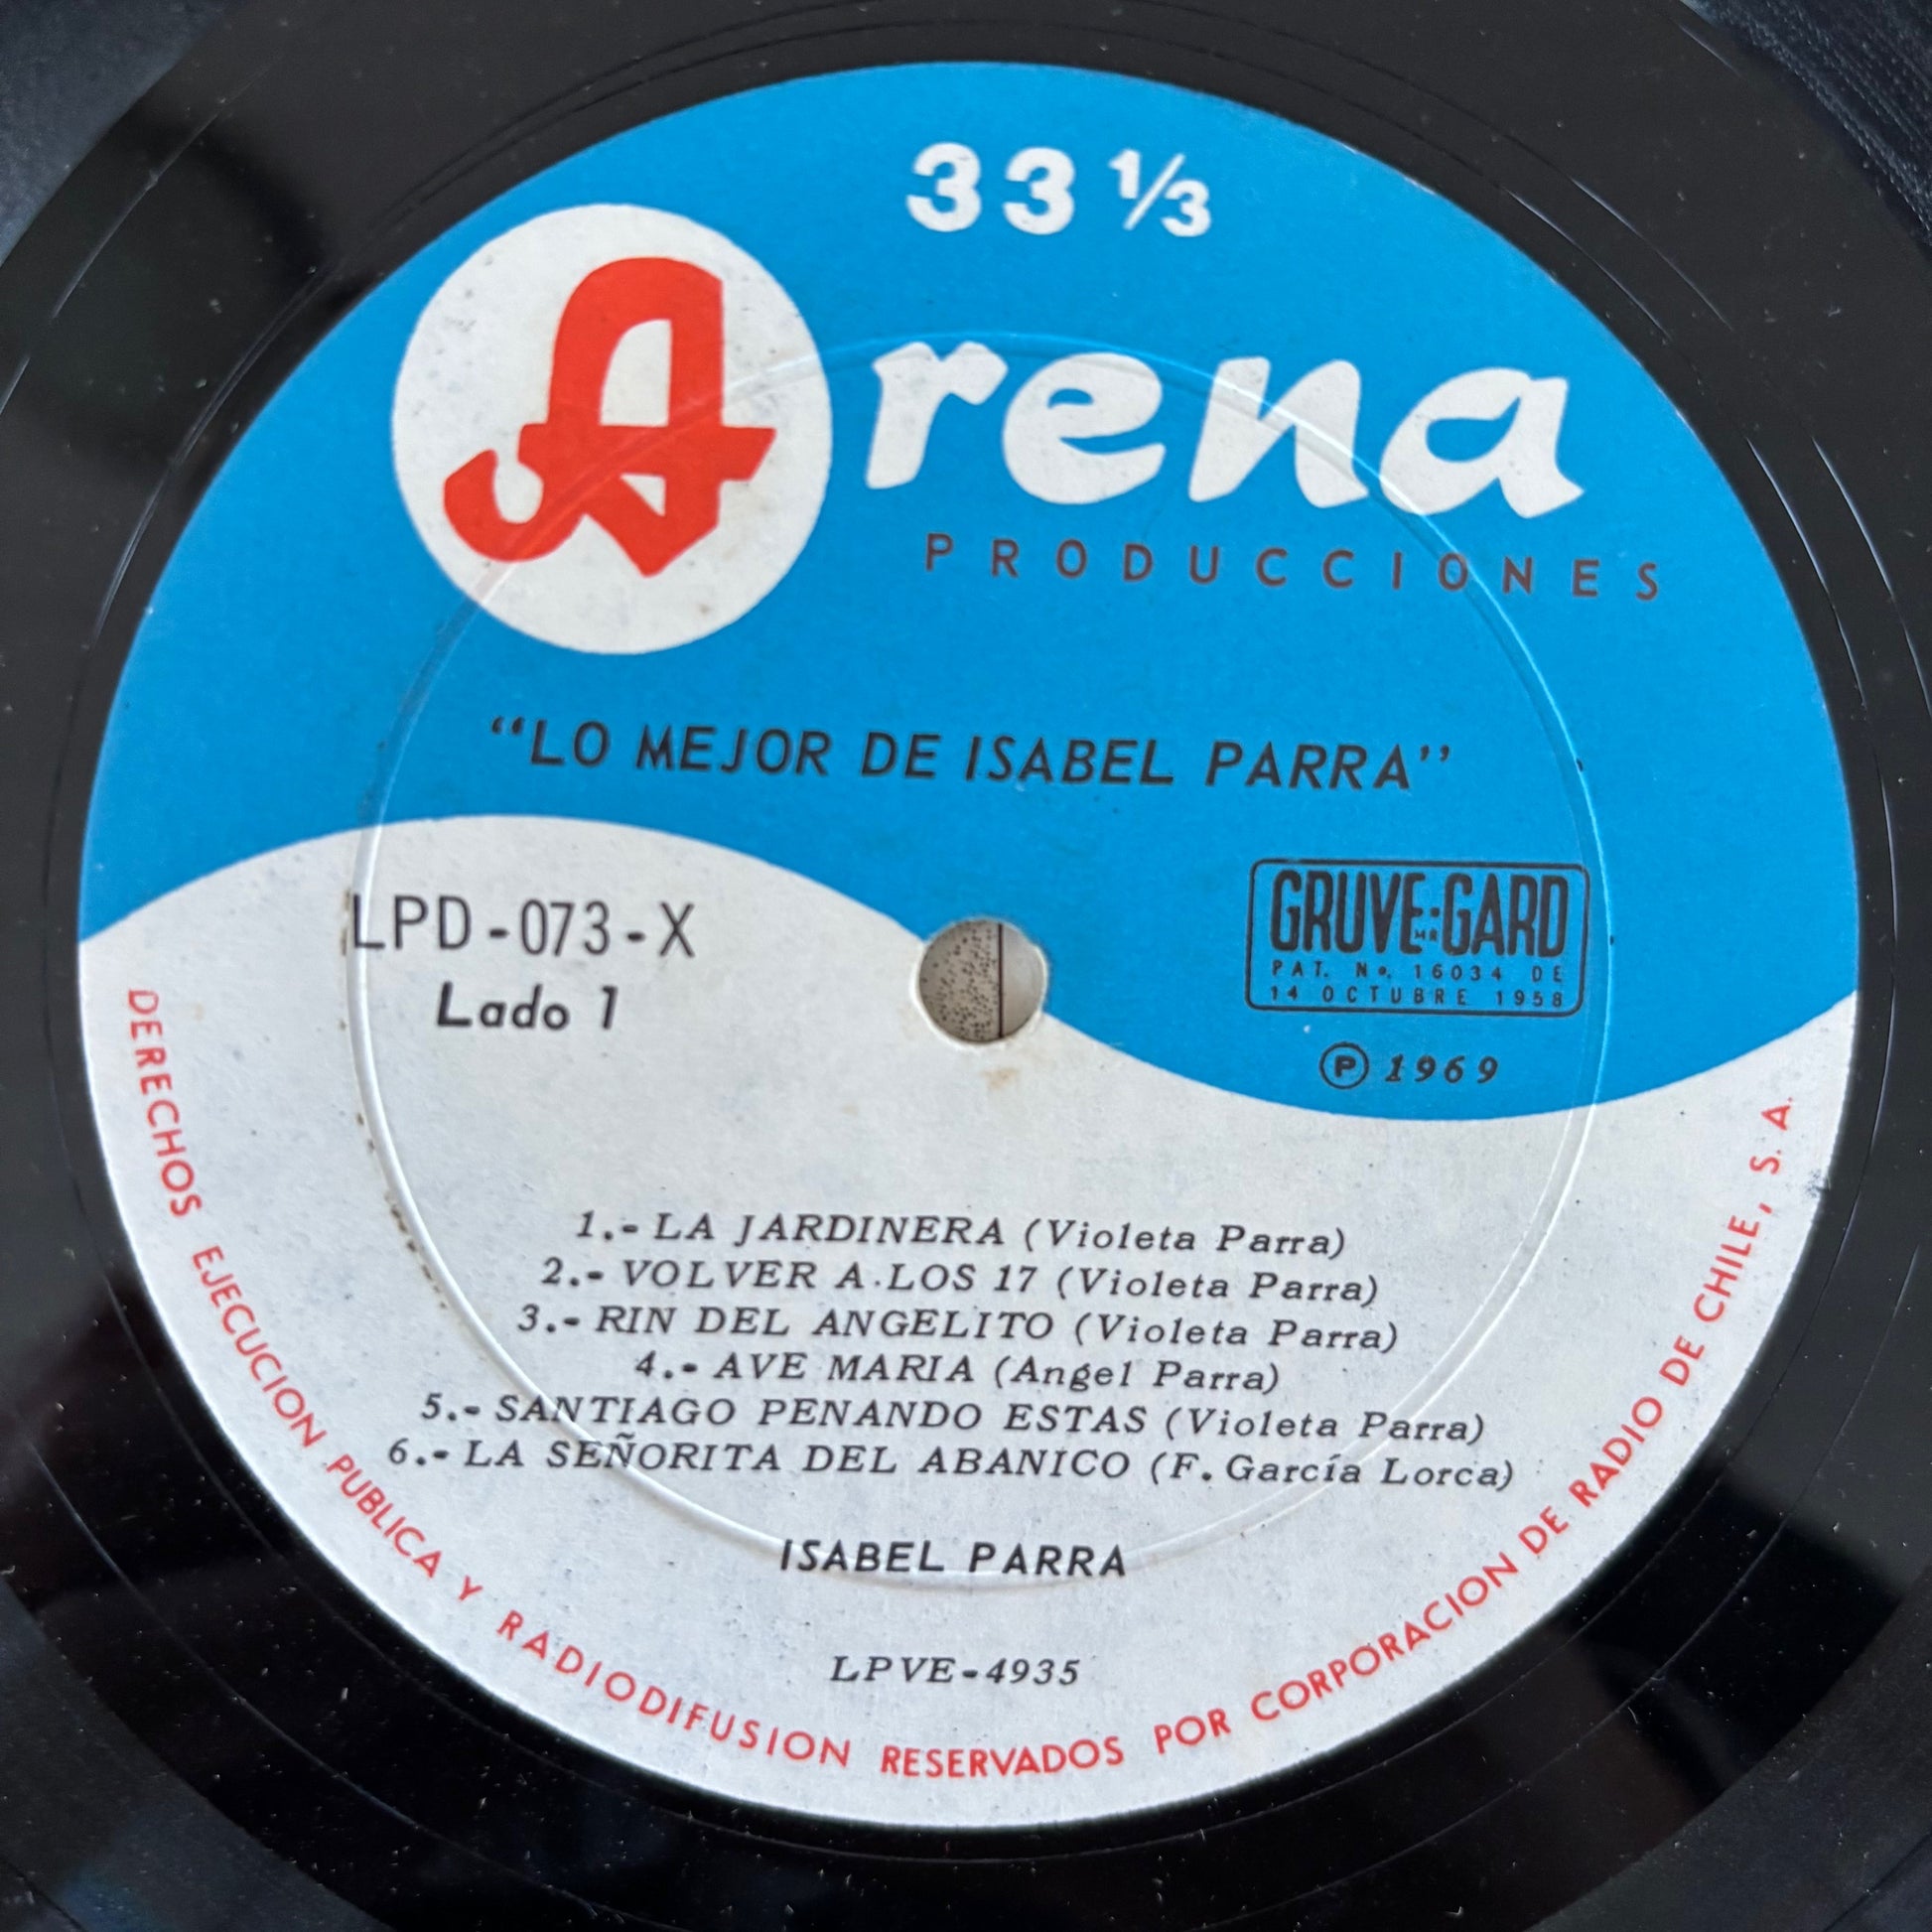 33 1/3
Arena
PRODUCCIONES
"LO MEJOR DE ISABEL PARRA"
LPD-073-X
Lado 1
GRUVE-GARD
MR
PAT. No. 16034 DE
14 OCTUBRE 1958
Ⓟ 1969
1.- LA JARDINERA (Violeta Parra)
2.- VOLVER A LOS 17 (Violeta Parra)
3.- RIN DEL ANGELITO (Violeta Parra)
4.- AVE MARIA (Angel Parra)
5.- SANTIAGO PENANDO ESTAS (Violeta Parra)
6.- LA SEÑORITA DEL ABANICO (F. García Lorca)
ISABEL PARRA
LPVE-4935
DERECHOS EJECUCION PUBLICA Y RADIODIFUSION RESERVADOS POR CORPORACION DE RADIO DE CHILE, S. A.